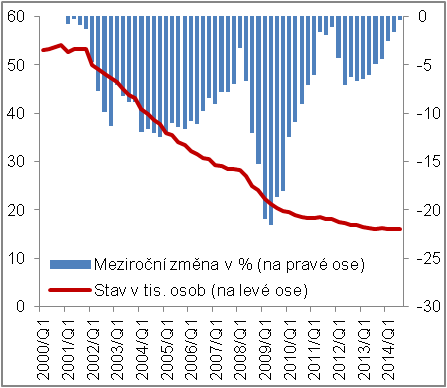 60
50
40
30
20
10
0
0
−5
−10
−15
−20
−25
−30
Meziroční změna v % (na pravé ose)
Stav v tis. osob (na levé ose)
2000/Q1
2001/Q1
2002/Q1
2003/Q1
2004/Q1
2005/Q1
2006/Q1
2007/Q1
2008/Q1
2009/Q1
2010/Q1
2011/Q1
2012/Q1
2013/Q1
2014/Q1